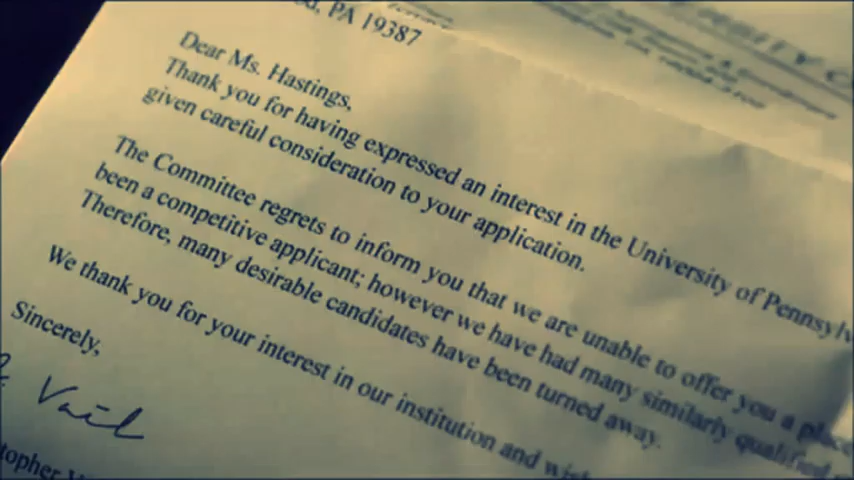 PA 19387
Dear Ms. Hastings,
Thank you for having expressed an interest in the University of
given careful consideration to your application.
The Committee regrets to inform you that we are unable to offer you a place
been a competitive applicant; however we have had many similarly qualified
Therefore, many desirable candidates have been turned away.
We thank you for your interest in our institution and
Sincerely,
Vail